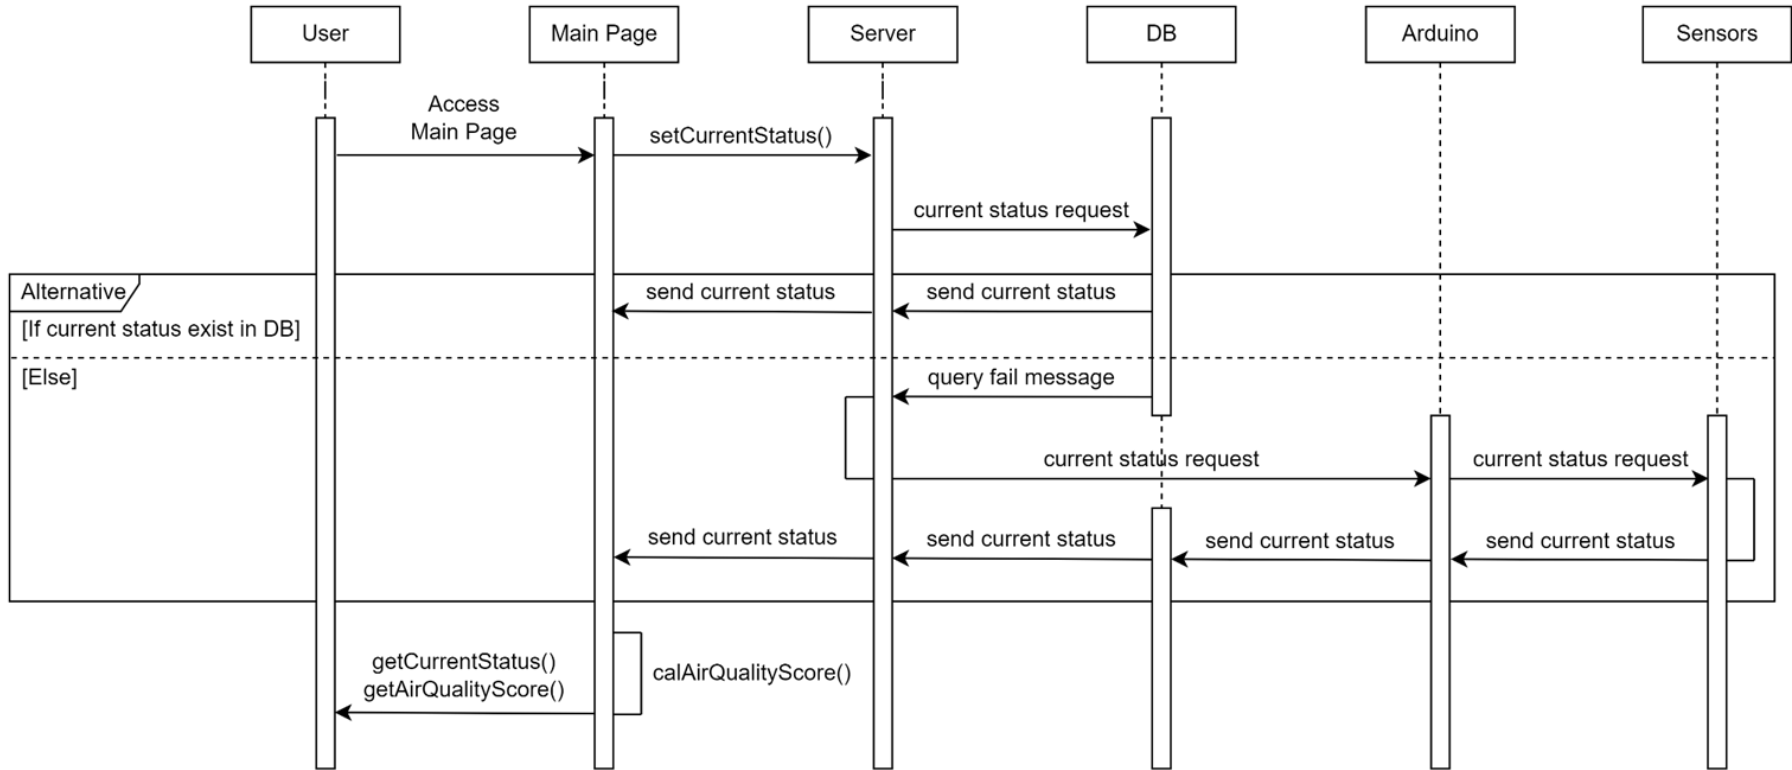 User
Main Page
Server
DB
Arduino
Sensors
Access
Main Page
setCurrentStatus()
current status request
Alternative
send current status
send current status
[If current status exist in DB]
[Else]
query fail message
current status request
current status request
send current status
send current status
send current status
send current status
getCurrentStatus()
getAirQualityScore()
calAirQualityScore()